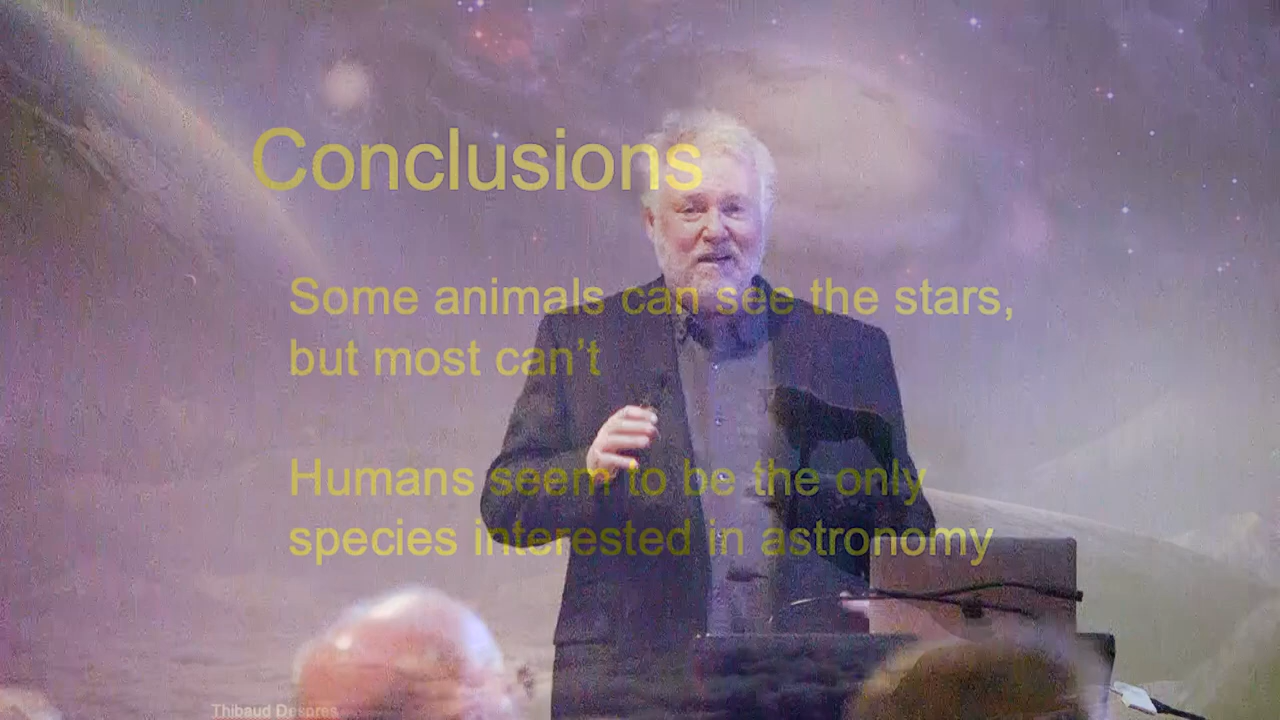 Conclusions
Some animals can see the stars,
but most can’t
Humans seem to be the only
species interested in astronomy
Thibaud Despres